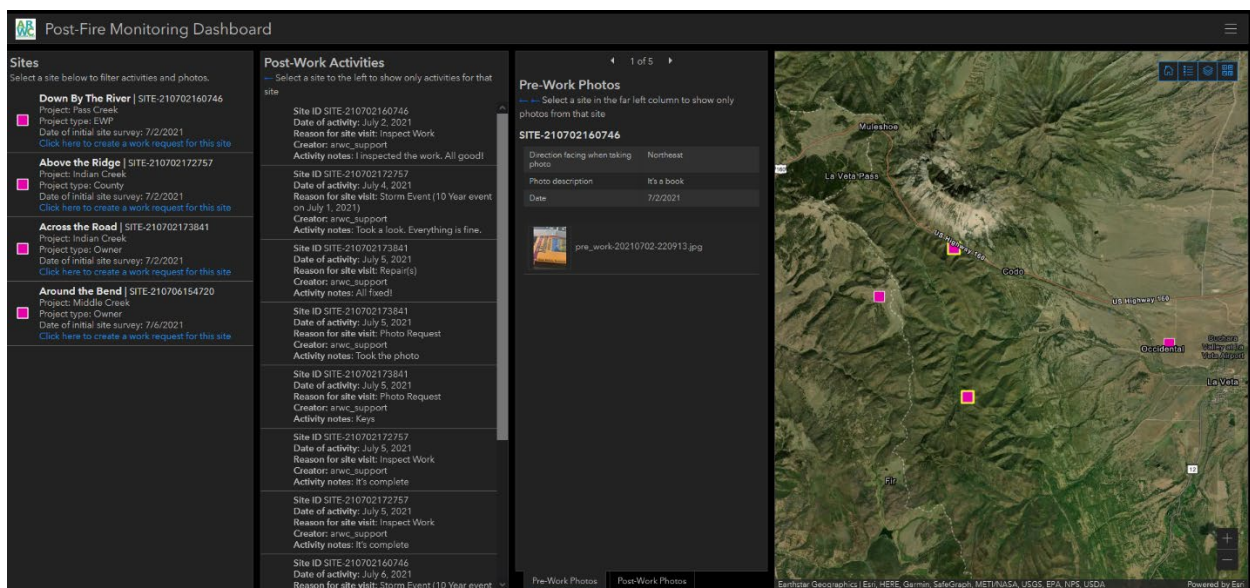 AR
WC
Post-Fire Monitoring Dashboard
Sites
Select a site below to filter activities and photos.
Down By The River | SITE-210702160746
Project: Pass Creek
Project type: EWP
Date of initial site survey: 7/2/2021
Click here to create a work request for this site
Above the Ridge | SITE-210702172757
Project: Indian Creek
Project type: County
Date of initial site survey: 7/2/2021
Click here to create a work request for this site
Across the Road | SITE-210702173841
Project: Indian Creek
Project type: Owner
Date of initial site survey: 7/2/2021
Click here to create a work request for this site
Around the Bend | SITE-210706154720
Project: Middle Creek
Project type: Owner
Date of initial site survey: 7/6/2021
Click here to create a work request for this site
Post-Work Activities
←Select a site to the left to show only activities for that
site
Site ID SITE-210702160746
Date of activity: July 2, 2021
Reason for site visit: Inspect Work
Creator: arwc_support
Activity notes: I inspected the work. All good!
Site ID SITE-210702172757
Date of activity: July 4, 2021
Reason for site visit: Storm Event (10 Year event
on July 1, 2021)
Creator: arwc_support
Activity notes: Took a look. Everything is fine.
Site ID SITE-210702173841
Date of activity: July 5, 2021
Reason for site visit: Repair(s)
Creator: arwc_support
Activity notes: All fixed!
Site ID SITE-210702173841
Date of activity: July 5, 2021
Reason for site visit: Photo Request
Creator: arwc_support
Activity notes: Took the photo
Site ID SITE-210702173841
Date of activity: July 5, 2021
Reason for site visit: Photo Request
Creator: arwc_support
Activity notes: Keys
Site ID SITE-210702172757
Date of activity: July 5, 2021
Reason for site visit: Inspect Work
Creator: arwc_support
Activity notes: It's complete
Site ID SITE-210702172757
Date of activity: July 5, 2021
Reason for site visit: Inspect Work
Creator: arwc_support
Activity notes: It's complete
Site ID SITE-210702160746
Date of activity: July 6, 2021
Reason for site visit: Storm Event (10 Year event
1 of 5
Pre-Work Photos
← ← Select a site in the far left column to show only
photos from that site
SITE-210702160746
Direction facing when taking
photo
Northeast
Photo description
It's a book
Date
7/2/2021
pre_work-20210702-220913.jpg
Pre-Work Photos
Post-Work Photos
Muleshoe
160
La Veta Pass
US Highway 160
Codo
US Highway 160
Occidental
Cuchara
Valley at La
Veta Airport
La Veta
12
Fir
Earthstar Geographics | Esri, HERE, Garmin, SafeGraph, METI/NASA, USGS, EPA, NPS, USDA
Powered by Esri